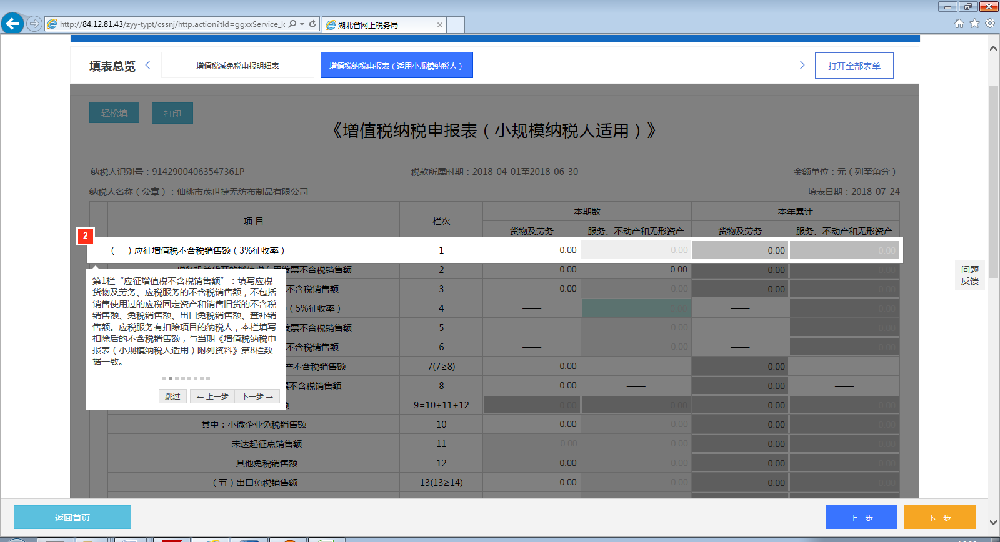 http://84.12.81.43/zyy-typt/cssnj/http.action?tld=ggxxService_lo
湖北省网上税务局
填表总览
增值税减免税申报明细表
增值税纳税申报表（适用小规模纳税人）
打开全部表单
轻松填
打印
《增值税纳税申报表（小规模纳税人适用）》
纳税人识别号：91429004063547361P 税款所属时期：2018-04-01至2018-06-30 金额单位：元（列至角分）
纳税人名称（公章）：仙桃市茂世捷无纺布制品有限公司 填表日期：2018-07-24
项 目 栏次 本期数 本年累计
货物及劳务 服务、不动产和无形资产 货物及劳务 服务、不动产和无形资产
2
（一）应征增值税不含税销售额（3%征收率） 1 0.00 0.00 0.00 0.00
发票不含税销售额 2 0.00 0.00 0.00 0.00
不含税销售额 3 0.00 0.00 0.00 0.00
（5%征收率） 4 —— 0.00 —— 0.00
发票不含税销售额 5 —— 0.00 —— 0.00
不含税销售额 6 —— 0.00 —— 0.00
产不含税销售额 7(7≥8) 0.00 —— 0.00 ——
票不含税销售额 8 0.00 —— 0.00 ——
额 9=10+11+12 0.00 0.00 0.00 0.00
其中：小微企业免税销售额 10 0.00 0.00 0.00 0.00
未达起征点销售额 11 0.00 0.00 0.00 0.00
其他免税销售额 12 0.00 0.00 0.00 0.00
（五）出口免税销售额 13(13≥14) 0.00 0.00 0.00 0.00
第1栏“应征增值税不含税销售额”：填写应税
货物及劳务、应税服务的不含税销售额，不包括
销售使用过的应税固定资产和销售旧货的不含税
销售额、免税销售额、出口免税销售额、查补销
售额。应税服务有扣除项目的纳税人，本栏填写
扣除后的不含税销售额，与当期《增值税纳税申
报表（小规模纳税人适用）附列资料》第8栏数
据一致。
跳过
←上一步
下一步→
问题
反馈
返回首页
上一步
下一步